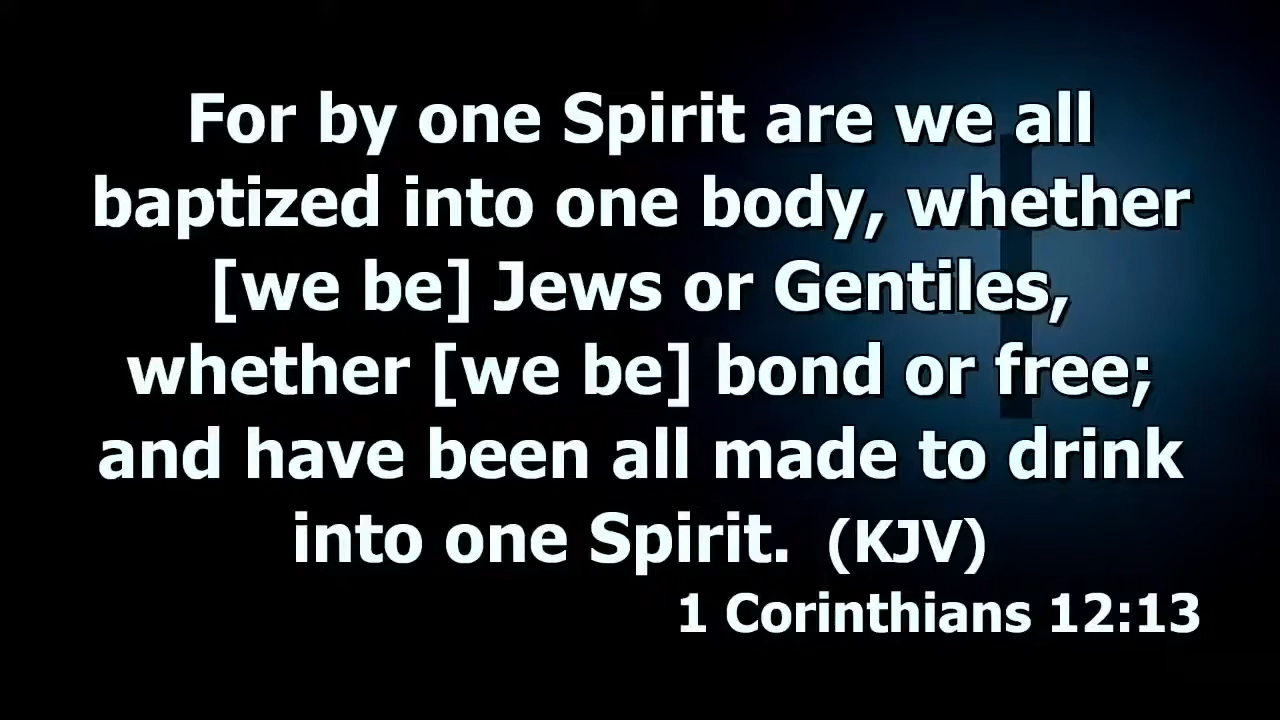 For by one Spirit are we all
baptized into one body, whether
[we be] Jews or Gentiles,
whether [we be] bond or free;
and have been all made to drink
into one Spirit. (KJV)
1 Corinthians 12:13